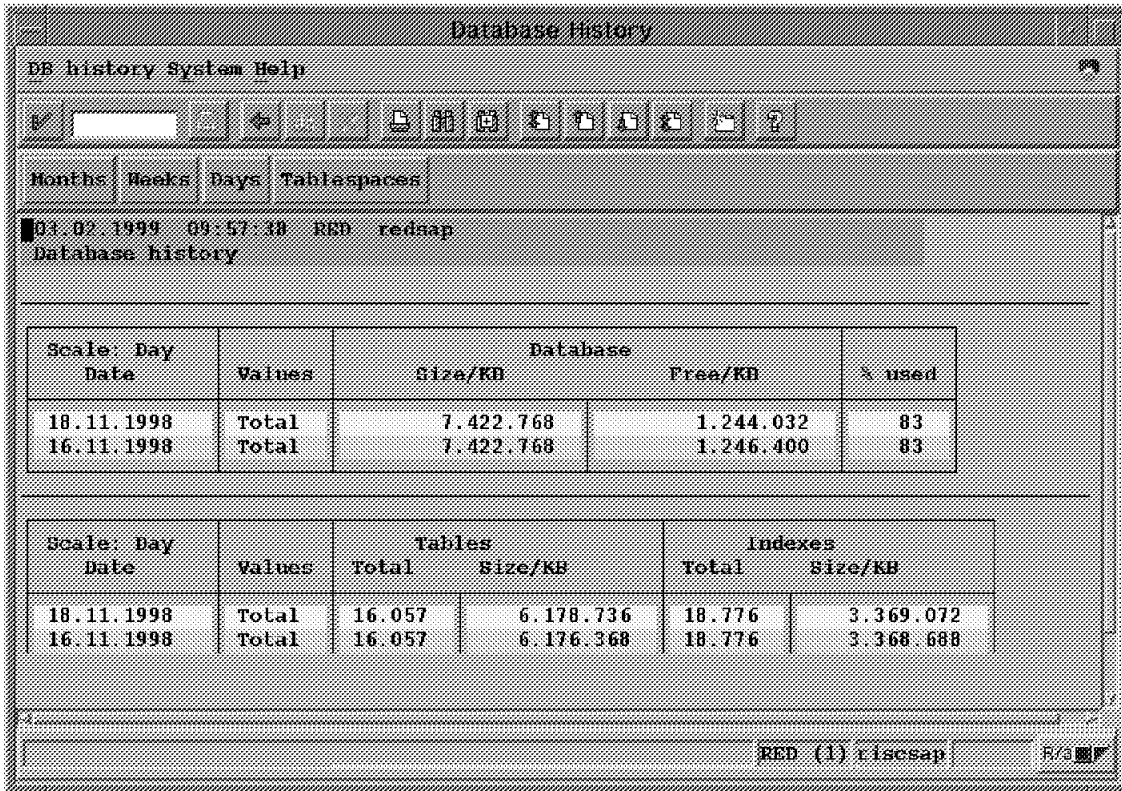 Database History
DB history System Help
Months Weeks Days Tablespaces
03.02.1999 09:57:38 RED redsap
Database history
Scale: Day Database
Date Values Size/KB Free/KB % used
18.11.1998 Total 7.422.768 1.244.032 83
16.11.1998 Total 7.422.768 1.246.400 83
Scale: Day Tables Indexes
Date Values Total Size/KB Total Size/KB
18.11.1998 Total 16.057 6.178.736 18.776 3.369.072
16.11.1998 Total 16.057 6.176.368 18.776 3.368.688
RED (1) riscsap R/3